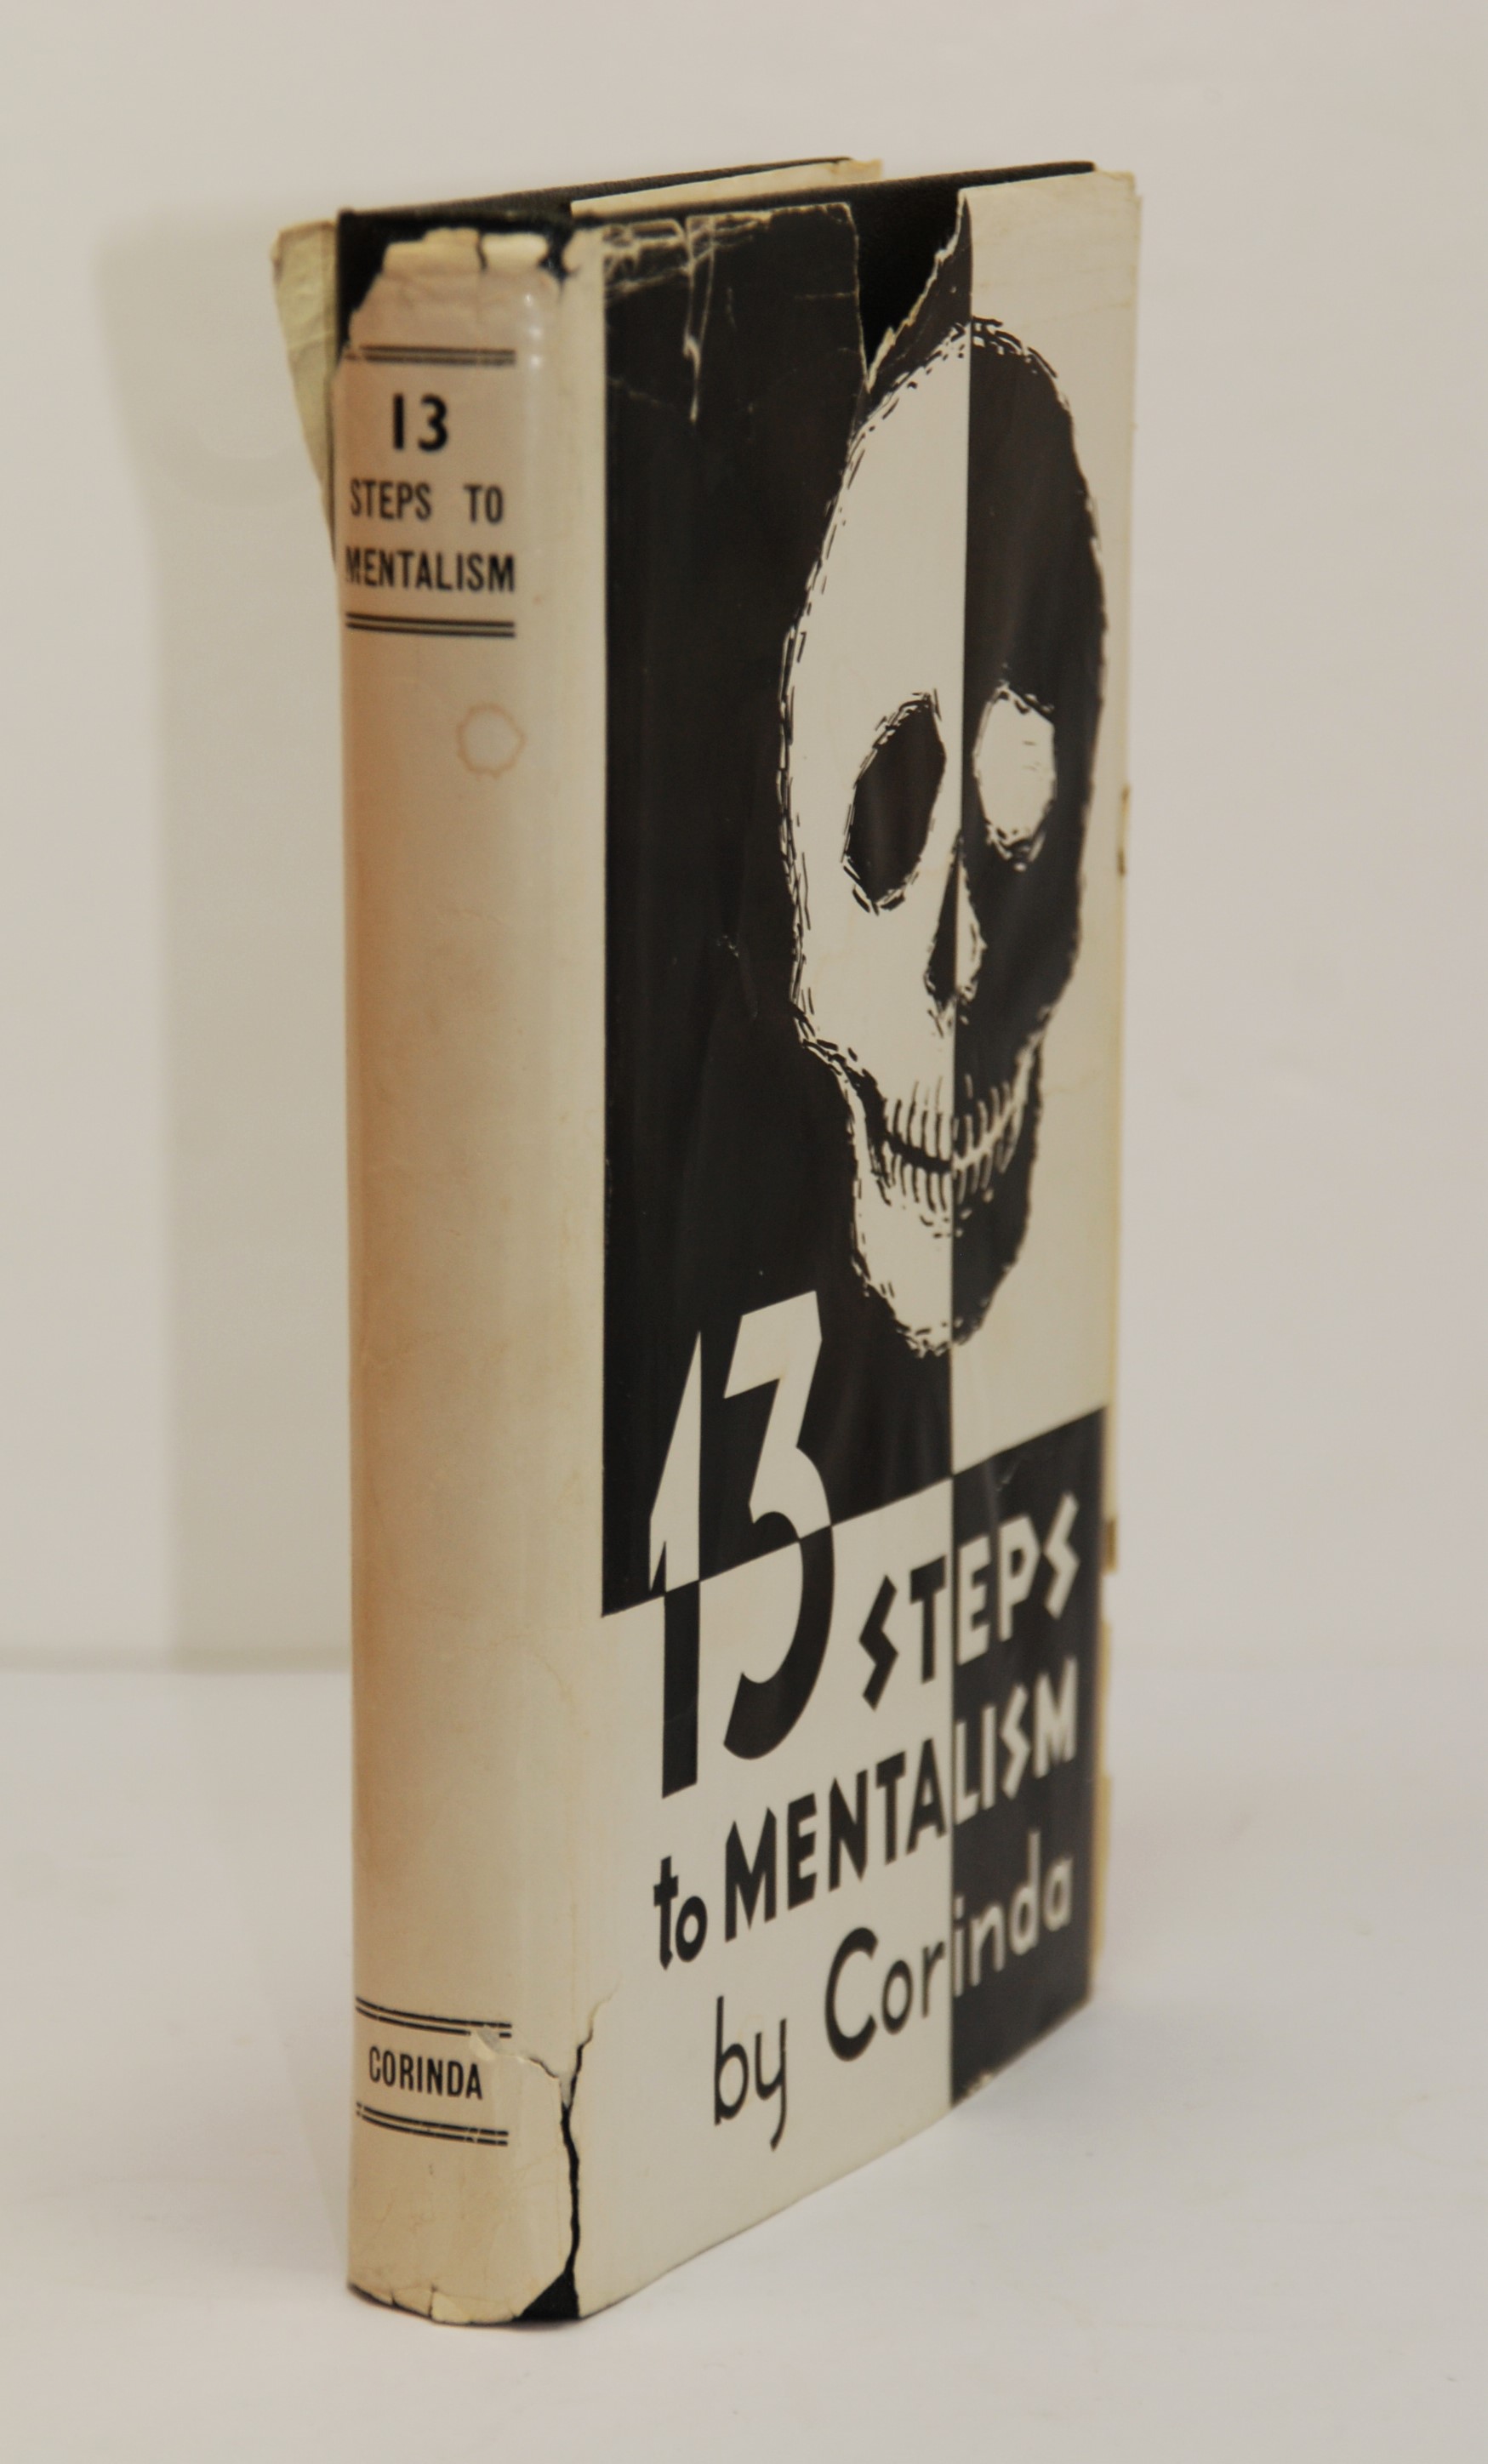 13
STEPS TO
MENTALISM
CORINDA
13 STEPS
to MENTALISM
by Corinda